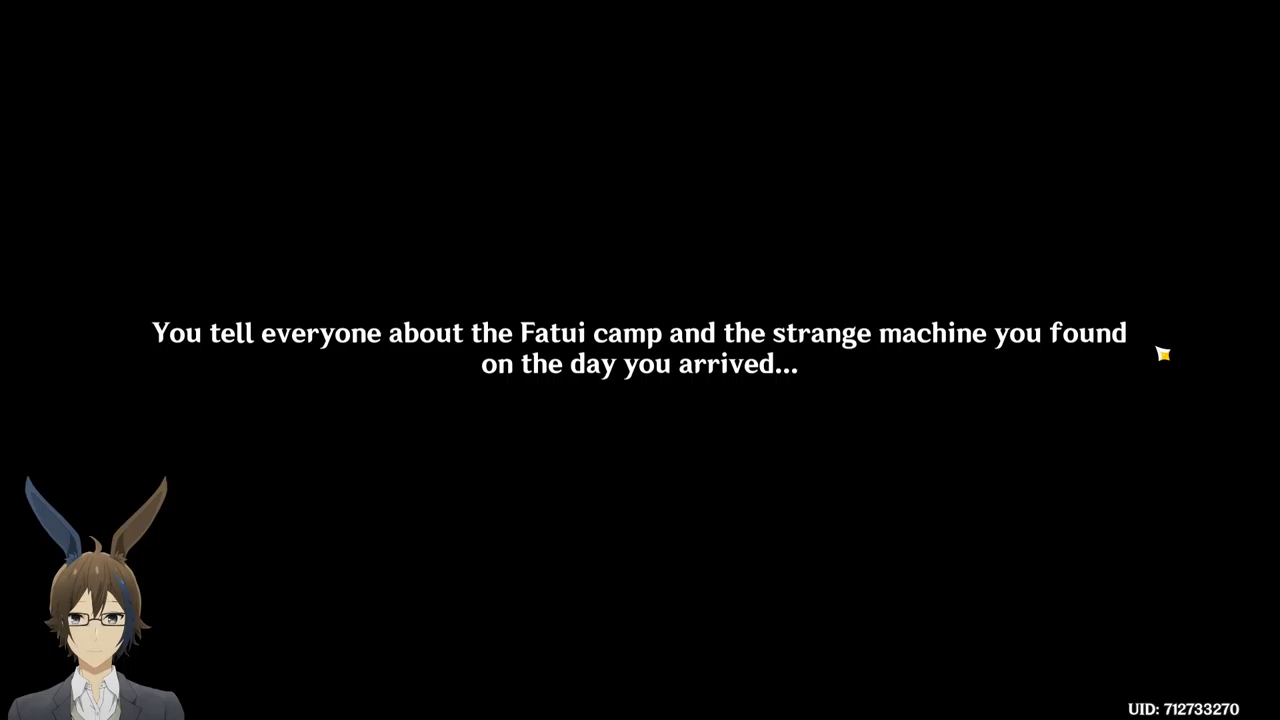 You tell everyone about the Fatui camp and the strange machine you found
on the day you arrived...
UID: 712733270